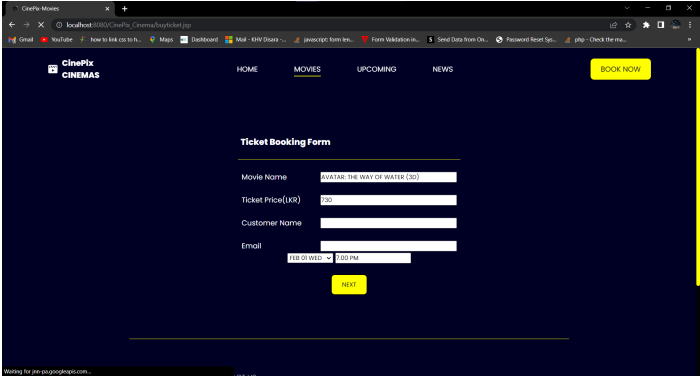 CinePix-Movies
localhost:8080/CinePix_Cinema/buyticket.jsp
Gmail YouTube how to link css to h... Maps Dashboard Mail - KHV Disara -... javascript: form len... Form Validation in... Send Data from On... Password Reset Sys... php - Check the ma...
CinePix
CINEMAS
HOME MOVIES UPCOMING NEWS BOOK NOW
Ticket Booking Form
Movie Name AVATAR: THE WAY OF WATER (3D)
Ticket Price(LKR) 730
Customer Name
Email
FEB 01 WED 7.00 PM
NEXT
Waiting for jnn-pa.googleapis.com...